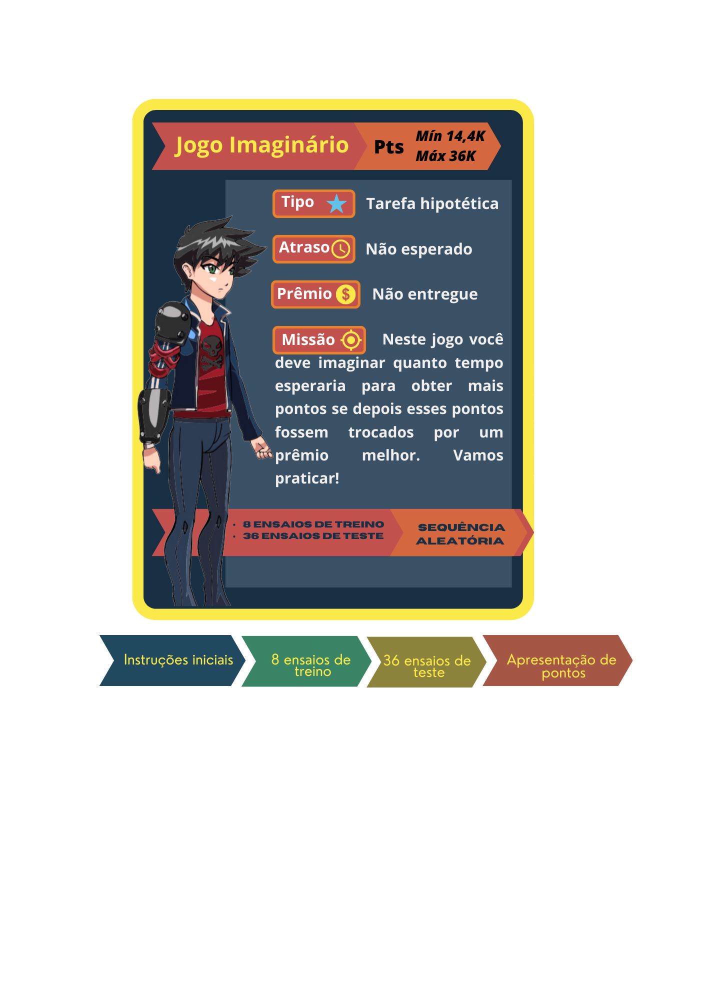 Jogo Imaginário
Pts
Mín 14,4K
Máx 36K
Tipo
Tarefa hipotética
Atraso
Não esperado
Prêmio $
Não entregue
Missão
Neste jogo você
deve imaginar quanto tempo
esperaria para obter mais
pontos se depois esses pontos
fossem trocados por um
prêmio melhor. Vamos
praticar!
• 8 ENSAIOS DE TREINO
• 36 ENSAIOS DE TESTE
SEQUÊNCIA
ALEATÓRIA
Instruções iniciais
8 ensaios de
treino
36 ensaios de
teste
Apresentação de
pontos